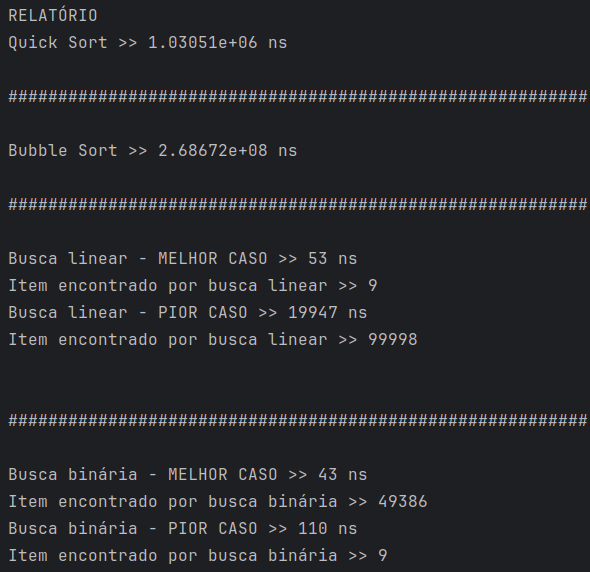 RELATÓRIO
Quick Sort >> 1.03051e+06 ns
##########################################################
Bubble Sort >> 2.68672e+08 ns
##########################################################
Busca linear - MELHOR CASO >> 53 ns
Item encontrado por busca linear >> 9
Busca linear - PIOR CASO >> 19947 ns
Item encontrado por busca linear >> 99998
##########################################################
Busca binária - MELHOR CASO >> 43 ns
Item encontrado por busca binária >> 49386
Busca binária - PIOR CASO >> 110 ns
Item encontrado por busca binária >> 9